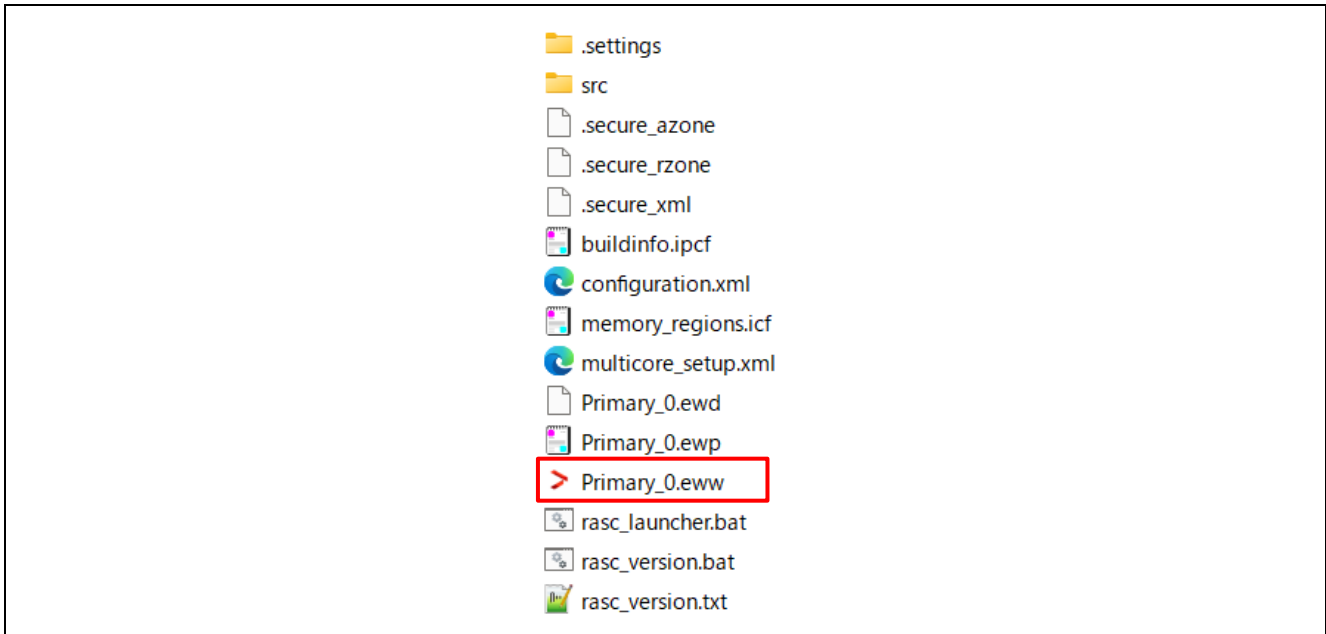 .settings
src
.secure_azone
.secure_rzone
.secure_xml
buildinfo.ipcf
configuration.xml
memory_regions.icf
multicore_setup.xml
Primary_0.ewd
Primary_0.ewp
Primary_0.eww
rasc_launcher.bat
rasc_version.bat
rasc_version.txt